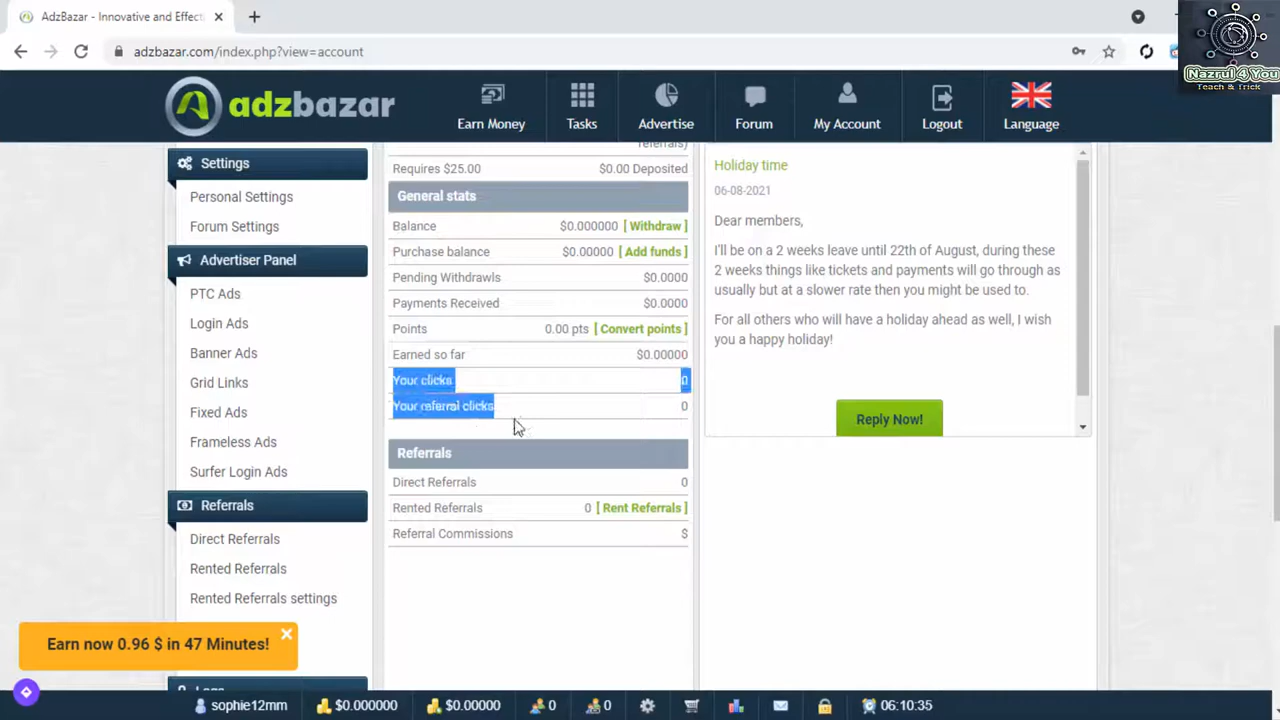 AdzBazar - Innovative and Effect
adzbazar.com/index.php?view=account
Nazrul 4 You
Teach & Trick
adzbazar
Earn Money
Tasks
Advertise
Forum
My Account
Logout
Language
Settings
Personal Settings
Forum Settings
Advertiser Panel
PTC Ads
Login Ads
Banner Ads
Grid Links
Fixed Ads
Frameless Ads
Surfer Login Ads
Referrals
Direct Referrals
Rented Referrals
Rented Referrals settings
referrals)
Requires $25.00 $0.00 Deposited
General stats
Balance $0.000000 [ Withdraw ]
Purchase balance $0.00000 [ Add funds ]
Pending Withdrawls $0.0000
Payments Received $0.0000
Points 0.00 pts [ Convert points ]
Earned so far $0.00000
Your clicks 0
Your referral clicks 0
Referrals
Direct Referrals 0
Rented Referrals 0 [ Rent Referrals ]
Referral Commissions $
Holiday time
06-08-2021
Dear members,
I'll be on a 2 weeks leave until 22th of August, during these
2 weeks things like tickets and payments will go through as
usually but at a slower rate then you might be used to.
For all others who will have a holiday ahead as well, I wish
you a happy holiday!
Reply Now!
Earn now 0.96 $ in 47 Minutes!
sophie12mm $0.000000 $0.00000 0 0 06:10:35